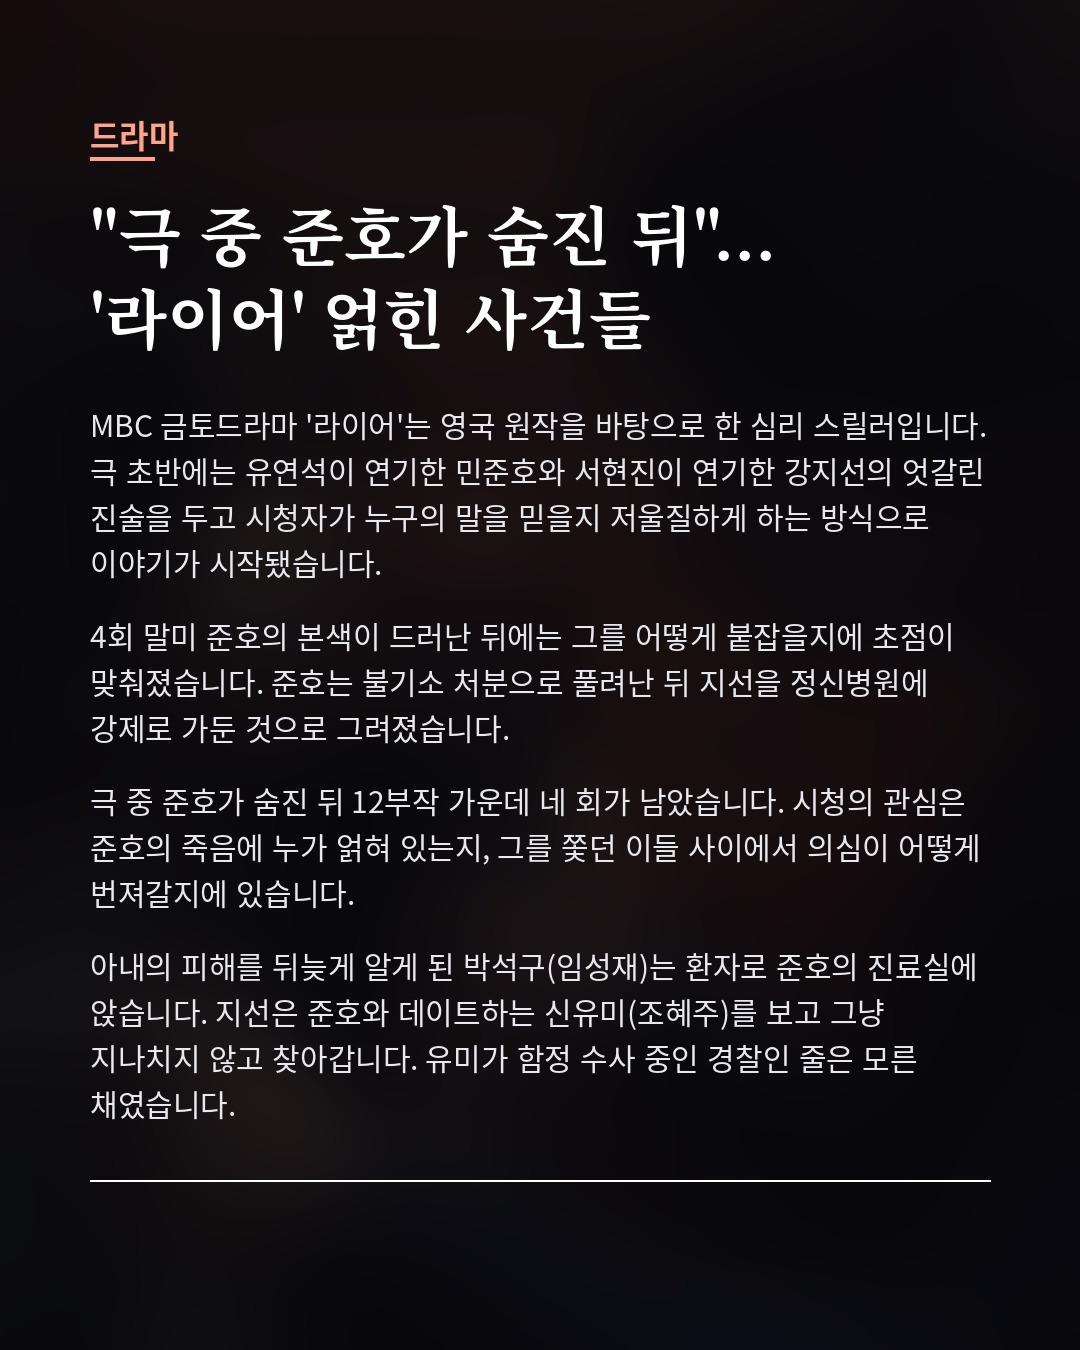 드라마
"극 중 준호가 숨진 뒤"...
'라이어' 얽힌 사건들
MBC 금토드라마 '라이어'는 영국 원작을 바탕으로 한 심리 스릴러입니다.
극 초반에는 유연석이 연기한 민준호와 서현진이 연기한 강지선의 엇갈린
진술을 두고 시청자가 누구의 말을 믿을지 저울질하게 하는 방식으로
이야기가 시작됐습니다.
4회 말미 준호의 본색이 드러난 뒤에는 그를 어떻게 붙잡을지에 초점이
맞춰졌습니다. 준호는 불기소 처분으로 풀려난 뒤 지선을 정신병원에
강제로 가둔 것으로 그려졌습니다.
극 중 준호가 숨진 뒤 12부작 가운데 네 회가 남았습니다. 시청의 관심은
준호의 죽음에 누가 얽혀 있는지, 그를 쫓던 이들 사이에서 의심이 어떻게
번져갈지에 있습니다.
아내의 피해를 뒤늦게 알게 된 박석구(임성재)는 환자로 준호의 진료실에
앉습니다. 지선은 준호와 데이트하는 신유미(조혜주)를 보고 그냥
지나치지 않고 찾아갑니다. 유미가 함정 수사 중인 경찰인 줄은 모른
채였습니다.